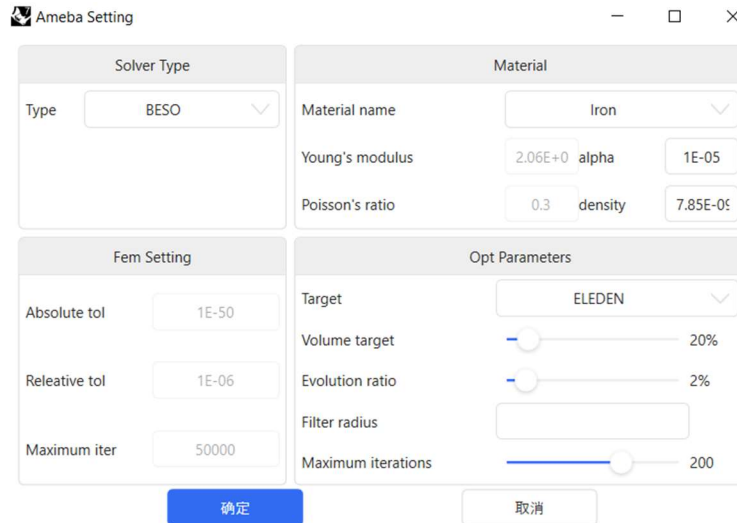 Ameba Setting
Solver Type
Type BESO
Material
Material name Iron
Young's modulus 2.06E+0 alpha 1E-05
Poisson's ratio 0.3 density 7.85E-09
Fem Setting
Absolute tol 1E-50
Releative tol 1E-06
Maximum iter 50000
Opt Parameters
Target ELEDEN
Volume target 20%
Evolution ratio 2%
Filter radius
Maximum iterations 200
确定 取消